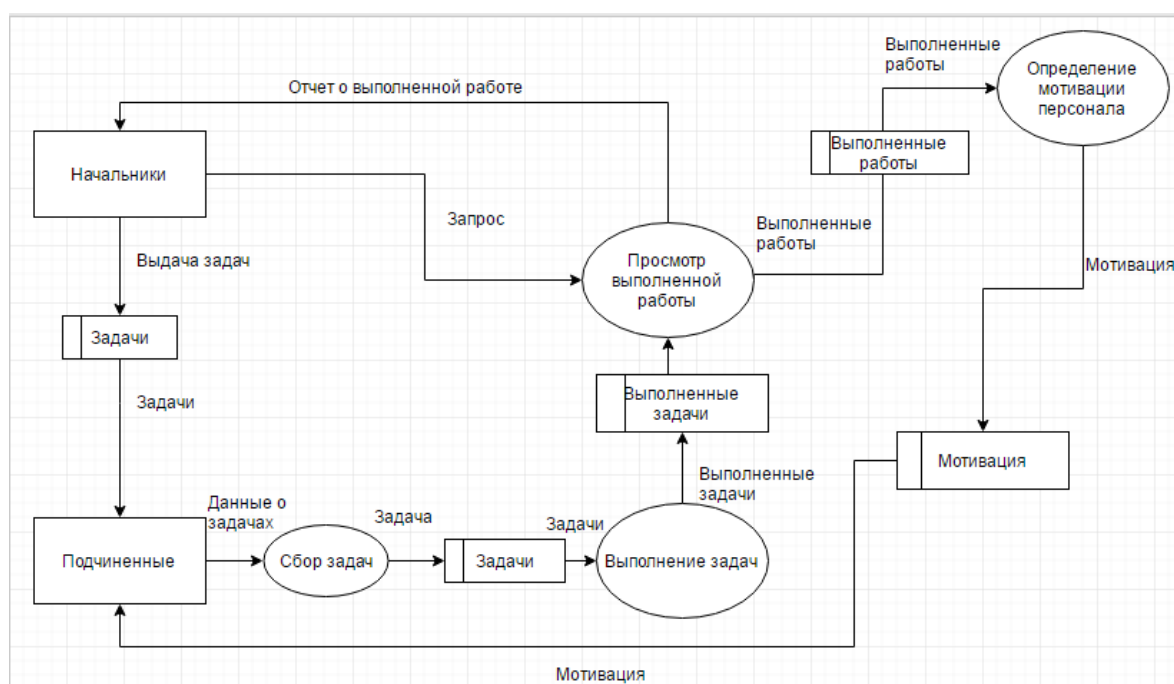 Выполненные
работы
Определение
мотивации
персонала
Отчет о выполненной работе
Выполненные
работы
Начальники
Запрос
Выполненные
работы
Просмотр
выполненной
работы
Выдача задач
Мотивация
Задачи
Задачи
Выполненные
задачи
Мотивация
Выполненные
задачи
Данные о
задачах
Задача
Задачи
Подчиненные
Сбор задач
Задачи
Выполнение задач
Мотивация